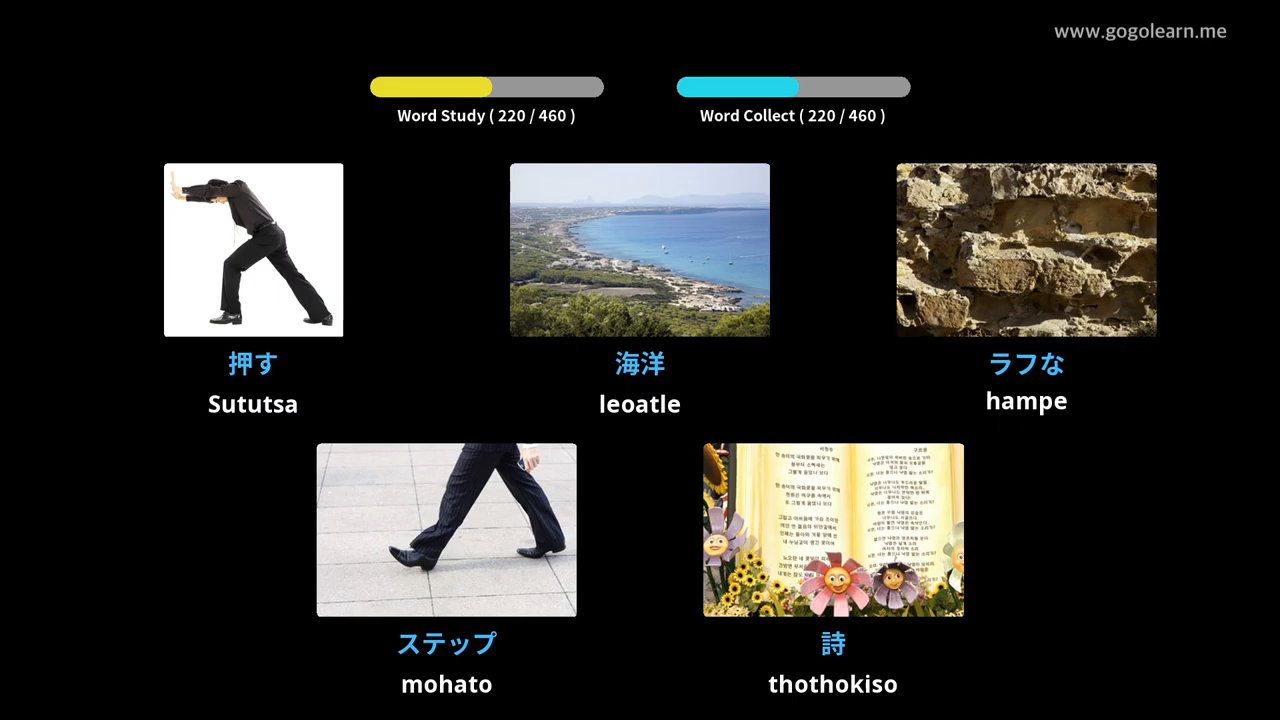 www.gogolearn.me
Word Study ( 220 / 460 )
Word Collect ( 220 / 460 )
押す
Sututsa
海洋
leoatle
ラフな
hampe
ステップ
mohato
詩
thothokiso